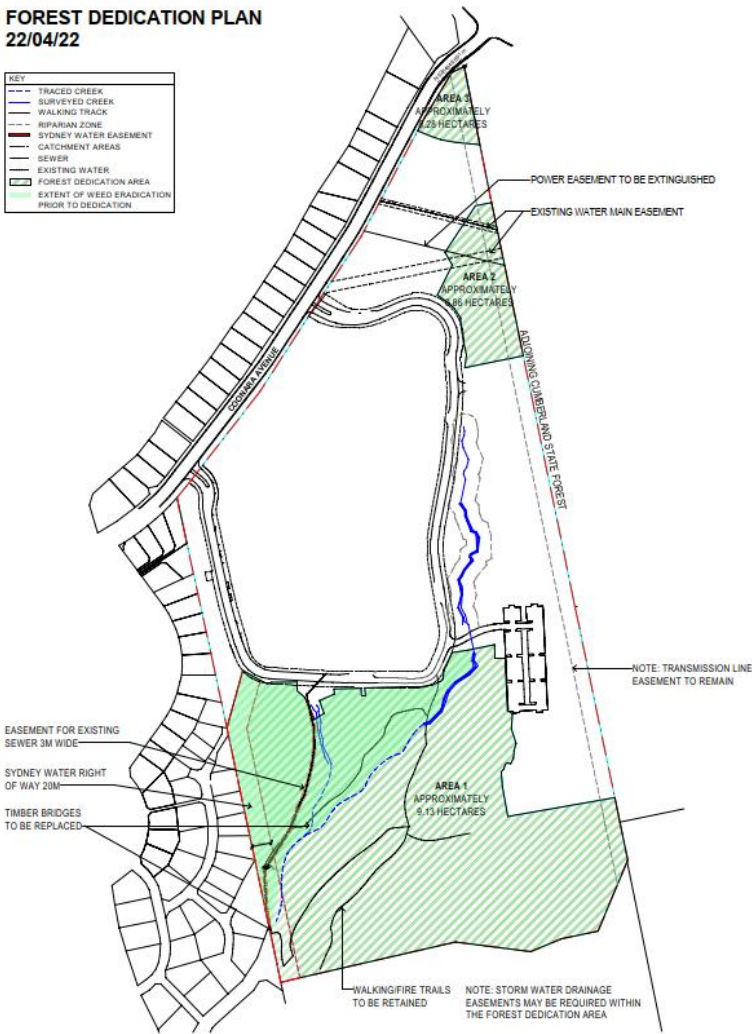 FOREST DEDICATION PLAN
22/04/22
KEY
TRACED CREEK
SURVEYED CREEK
WALKING TRACK
RIPARIAN ZONE
SYDNEY WATER EASEMENT
CATCHMENT AREAS
SEWER
EXISTING WATER
FOREST DEDICATION AREA
EXTENT OF WEED ERADICATION
PRIOR TO DEDICATION
AREA 3
APPROXIMATELY
HECTARES
POWER EASEMENT TO BE EXTINGUISHED
EXISTING WATER MAIN EASEMENT
AREA 2
APPROXIMATELY
HECTARES
COONARA AVENUE
ADJOINING CUMBERLAND STATE FOREST
NOTE: TRANSMISSION LINE
EASEMENT TO REMAIN
EASEMENT FOR EXISTING
SEWER 3M WIDE
SYDNEY WATER RIGHT
OF WAY 20M
TIMBER BRIDGES
TO BE REPLACED
AREA 1
APPROXIMATELY
9.13 HECTARES
WALKING/FIRE TRAILS
TO BE RETAINED
NOTE: STORM WATER DRAINAGE
EASEMENTS MAY BE REQUIRED WITHIN
THE FOREST DEDICATION AREA